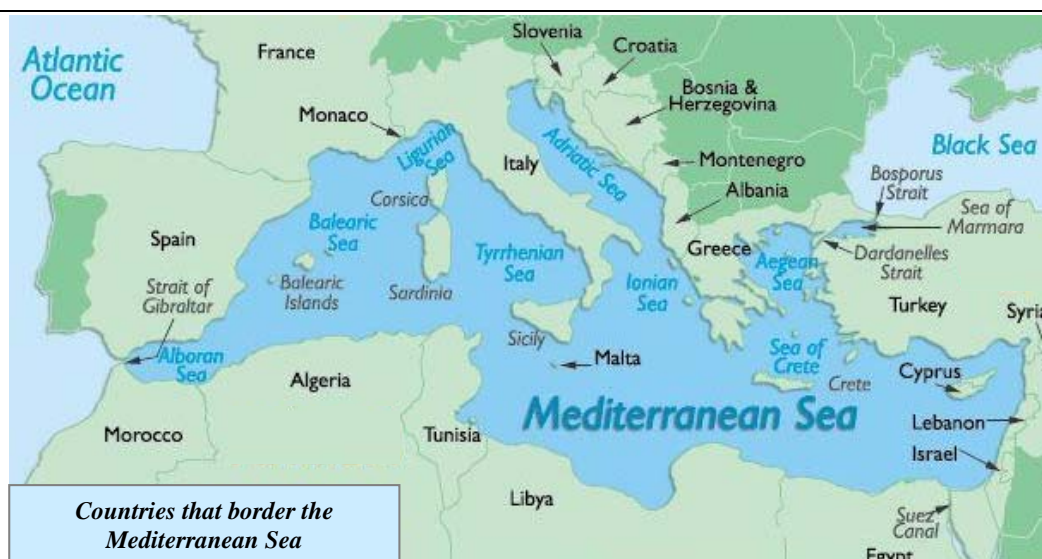 Atlantic
Ocean
France
Slovenia
Croatia
Bosnia &
Herzegovina
Monaco
Ligurian
Sea
Italy
Adriatic Sea
Montenegro
Albania
Black Sea
Bosporus
Strait
Sea of
Marmara
Dardanelles
Strait
Corsica
Balearic
Sea
Spain
Tyrrhenian
Sea
Greece
Aegean
Sea
Ionian
Sea
Turkey
Syria
Strait of
Gibraltar
Balearic
Islands
Sardinia
Sicily
Malta
Sea of
Crete
Crete
Cyprus
Alboran
Sea
Algeria
Mediterranean Sea
Lebanon
Israel
Morocco
Tunisia
Libya
Suez
Canal
Egypt
Countries that border the
Mediterranean Sea